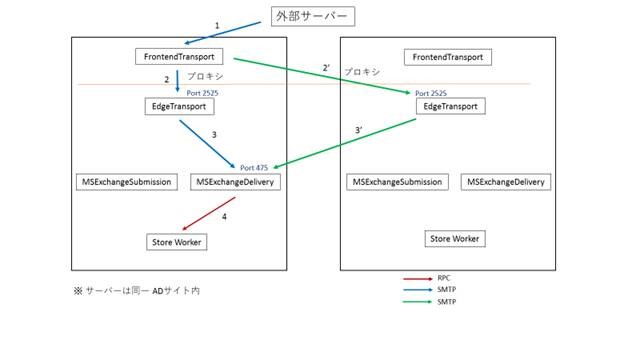 外部サーバー
1
FrontendTransport
FrontendTransport
2
プロキシ
2’
プロキシ
Port 2525
Port 2525
EdgeTransport
EdgeTransport
3
3’
Port 475
MSExchangeSubmission
MSExchangeDelivery
MSExchangeSubmission
MSExchangeDelivery
4
Store Worker
Store Worker
※ サーバーは同一 ADサイト内
RPC
SMTP
SMTP